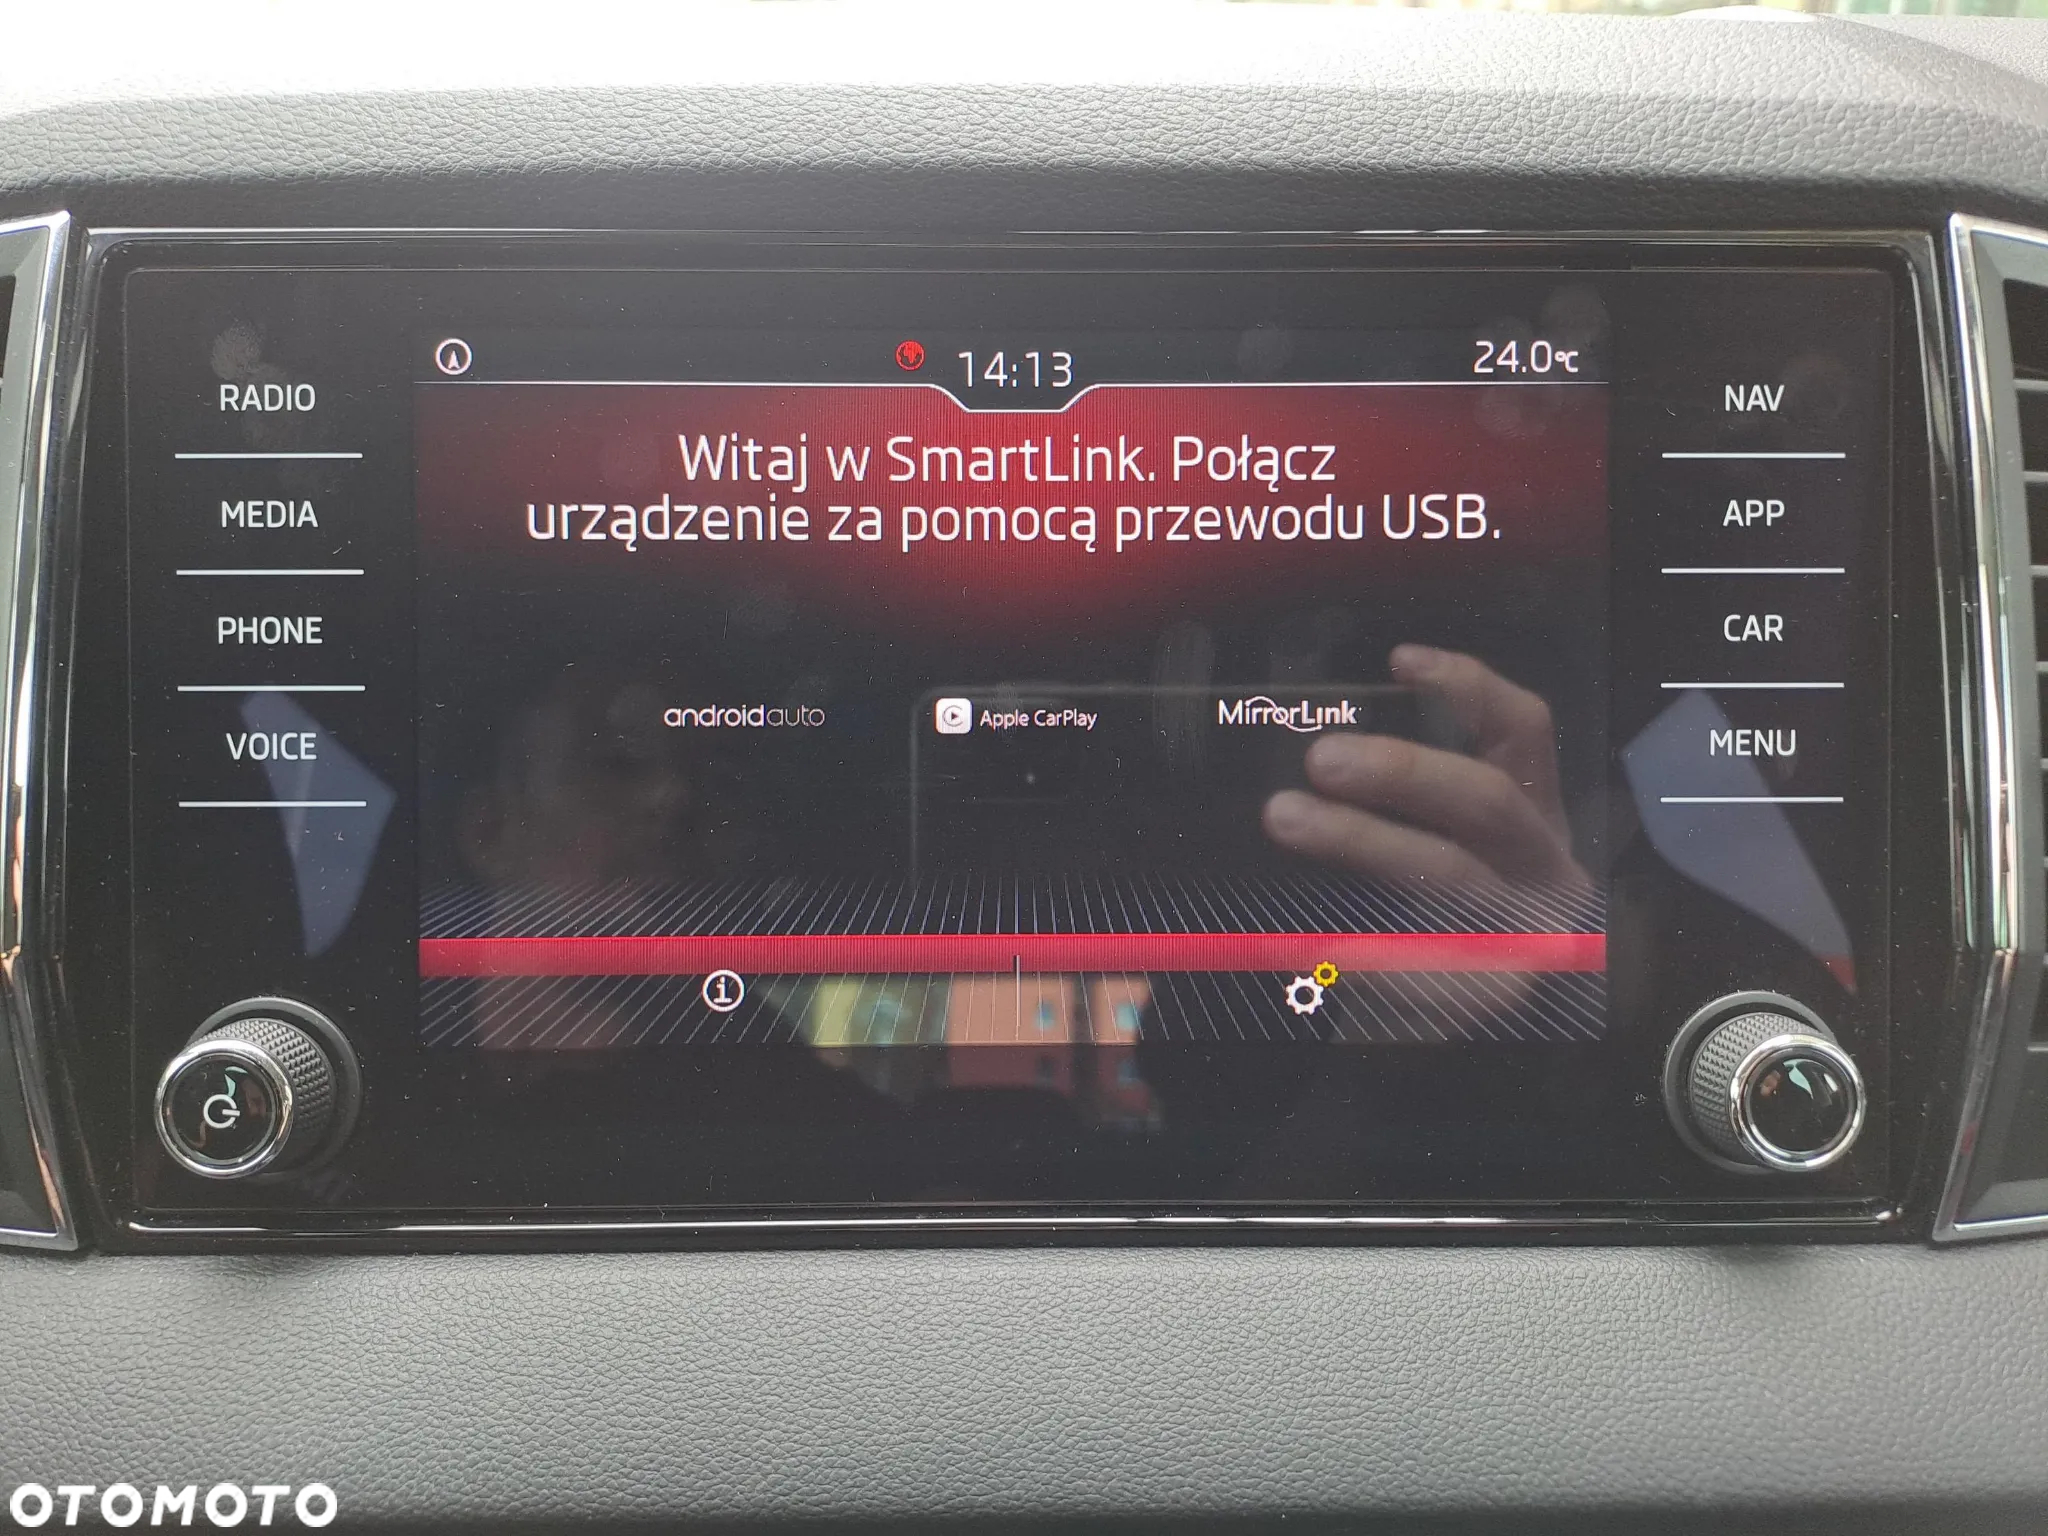 14:13
24.0°C
RADIO
MEDIA
PHONE
VOICE
Witaj w SmartLink. Połącz
urządzenie za pomocą przewodu USB.
androidauto
Apple CarPlay
MirrorLink
NAV
APP
CAR
MENU
OTOMOTO